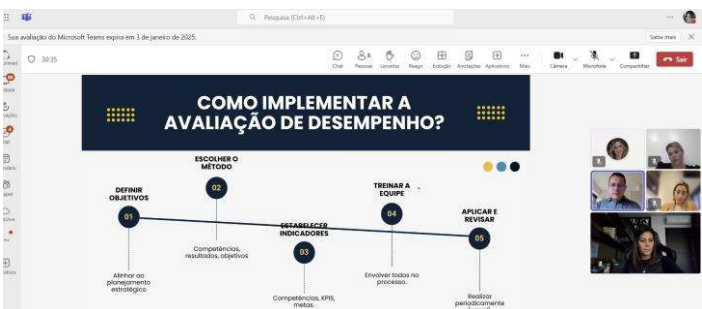 Pesquisa (Ctrl+Alt+E)
Sua avaliação do Microsoft Teams expira em 3 de janeiro de 2025.
Saiba mais
30:35
Chat
Pessoas
Levantar
Reagir
Exibição
Anotações
Aplicativos
Mais
Câmera
Microfone
Compartilhar
Sair
COMO IMPLEMENTAR A
AVALIAÇÃO DE DESEMPENHO?
DEFINIR
OBJETIVOS
01
Alinhar ao
planejamento
estratégico
ESCOLHER O
MÉTODO
02
Competências,
resultados, objetivos
ESTABELECER
INDICADORES
03
Competências, KPIS,
metas.
TREINAR A
EQUIPE
04
Envolver todos no
processo.
APLICAR E
REVISAR
05
Realizar
periodicamente